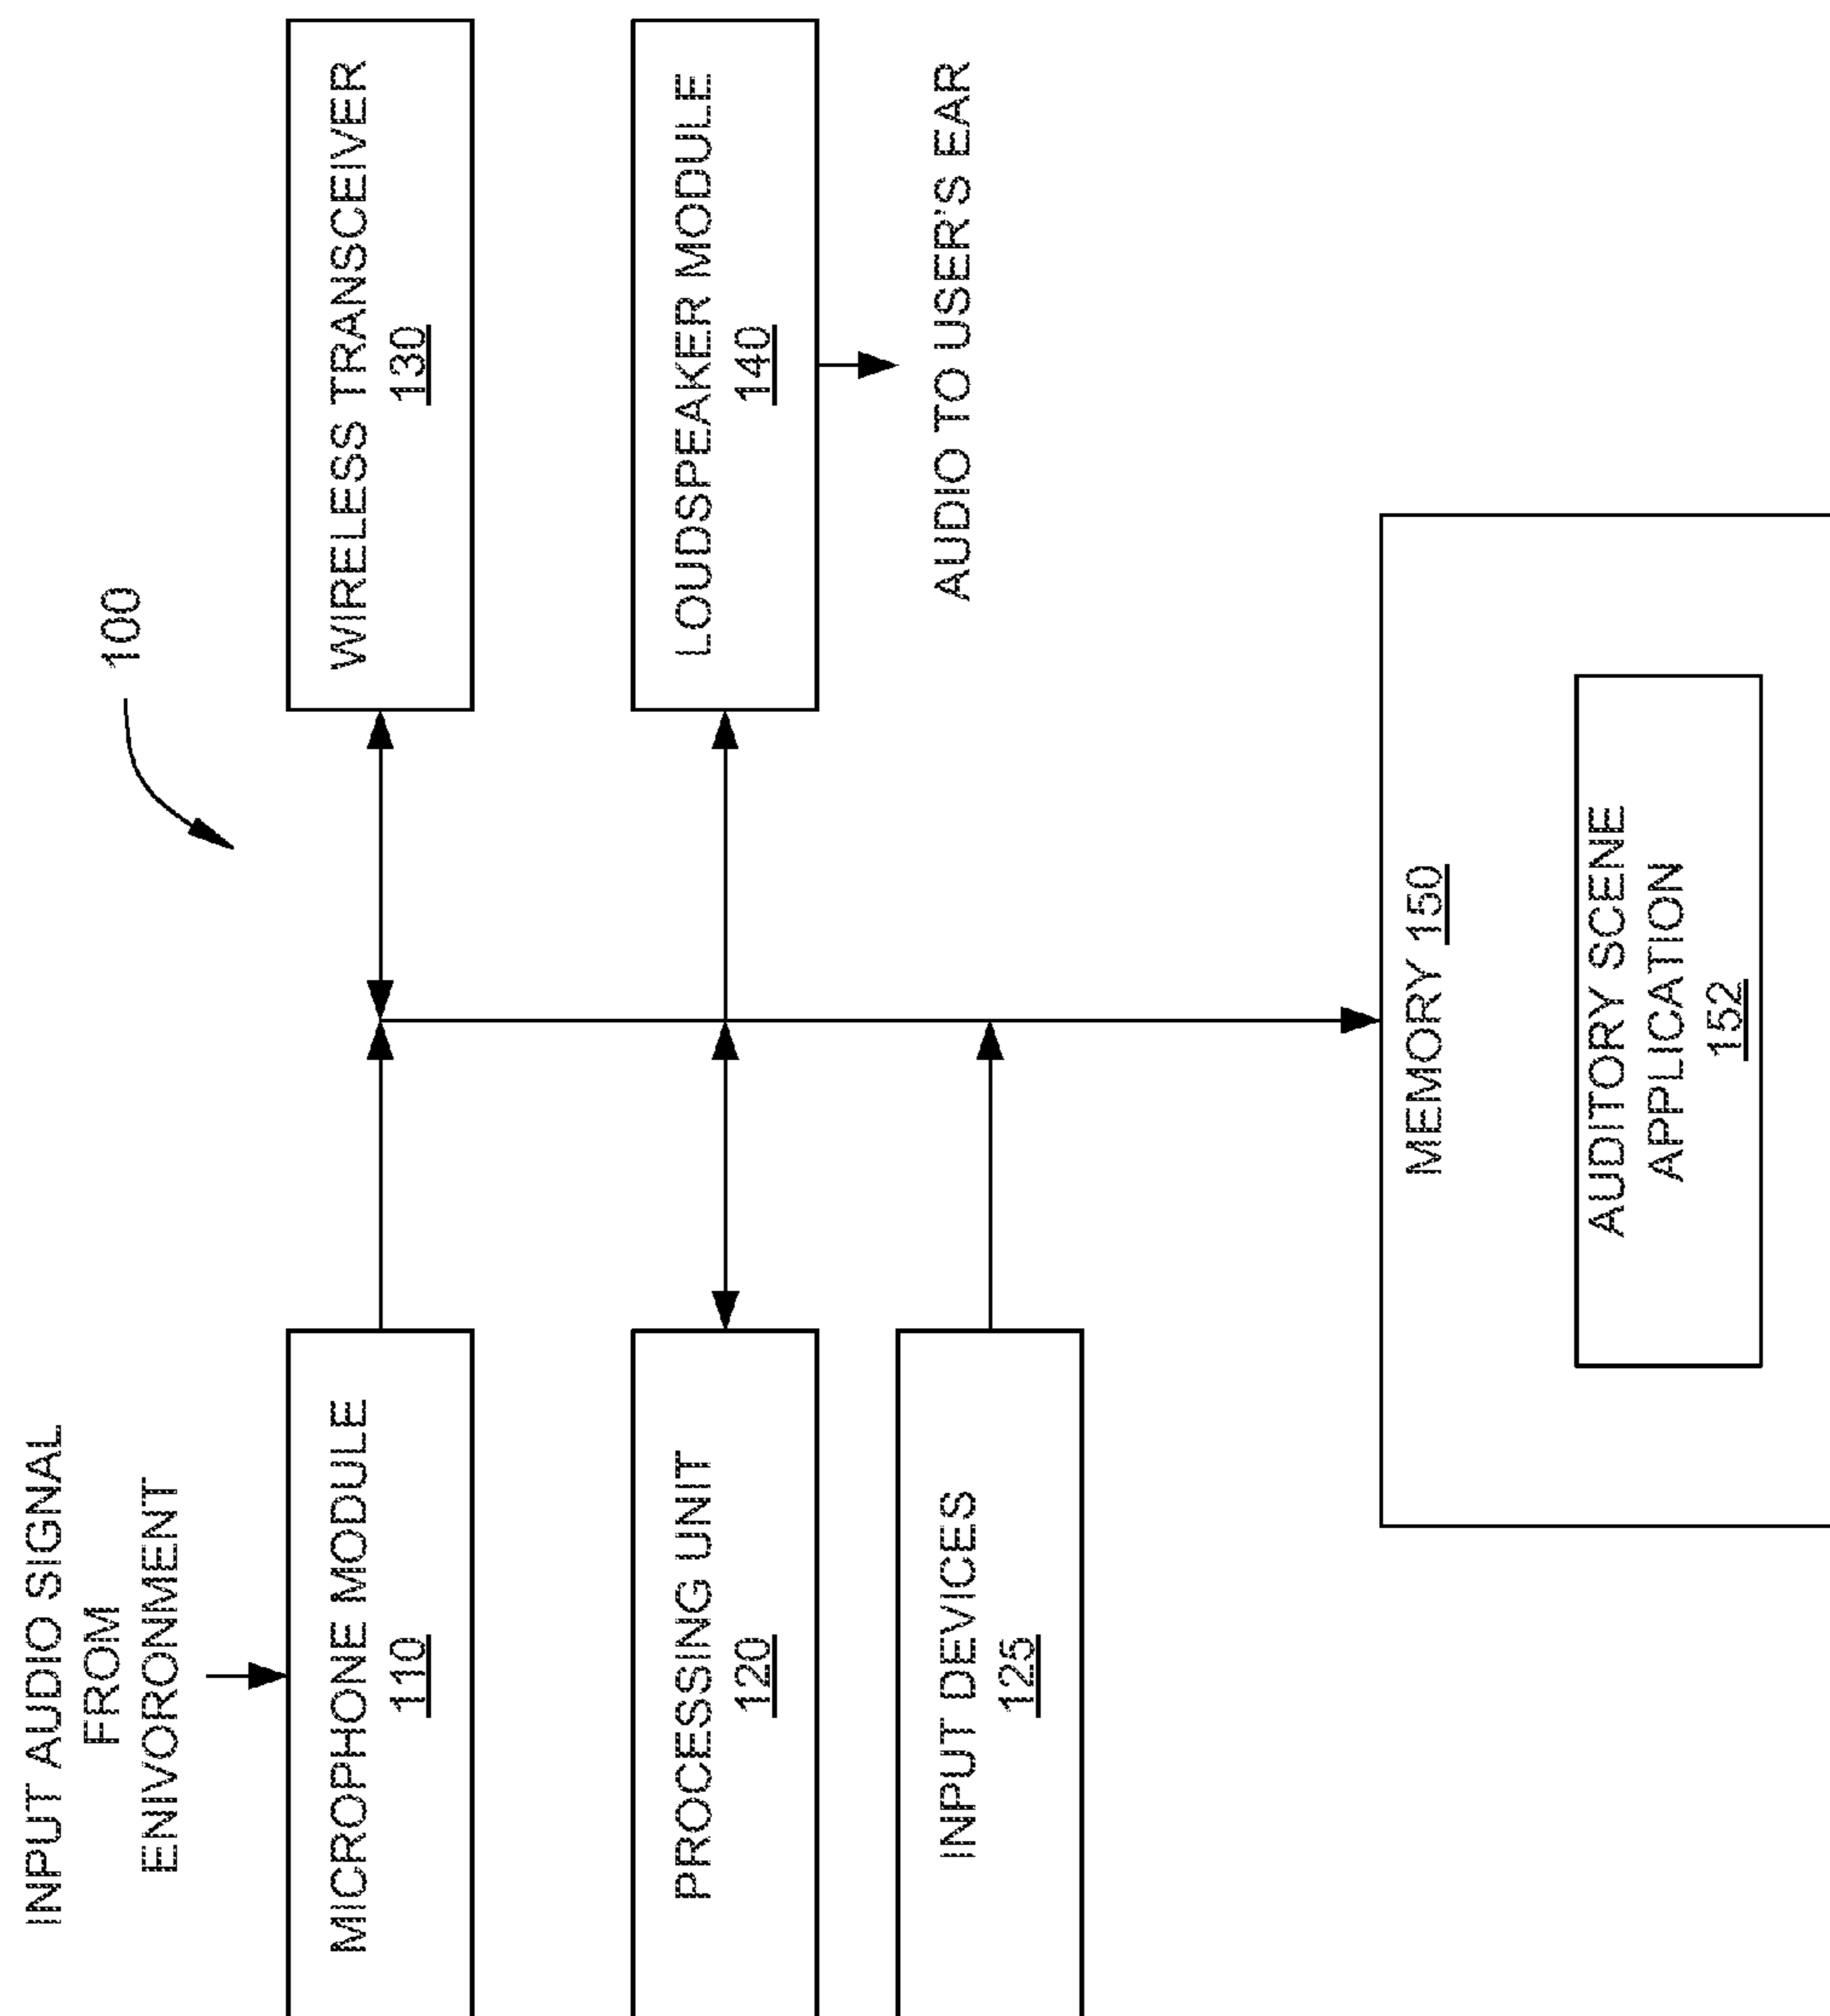 100
INPUT AUDIO SIGNAL
FROM
ENIVORONMENT
MICROPHONE MODULE
110
WIRELESS TRANSCEIVER
130
PROCESSING UNIT
120
LOUDSPEAKER MODULE
140
INPUT DEVICES
125
AUDIO TO USER'S EAR
MEMORY 150
AUDITORY SCENE
APPLICATION
152